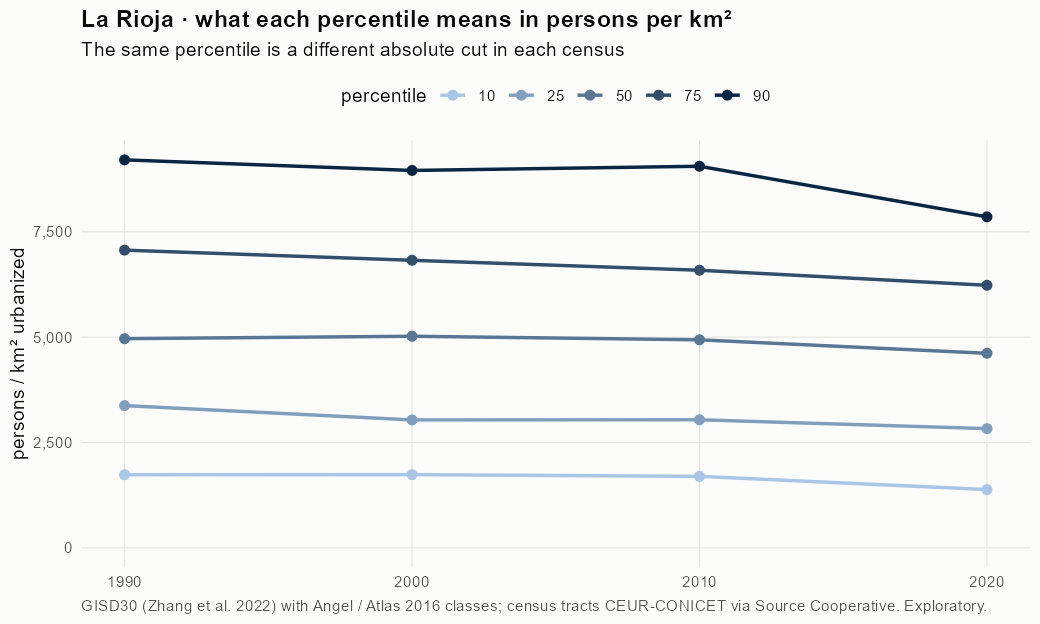 La Rioja · what each percentile means in persons per km²
The same percentile is a different absolute cut in each census
percentile 10 25 50 75 90
persons / km² urbanized
7,500
5,000
2,500
0
1990 2000 2010 2020
GISD30 (Zhang et al. 2022) with Angel / Atlas 2016 classes; census tracts CEUR-CONICET via Source Cooperative. Exploratory.